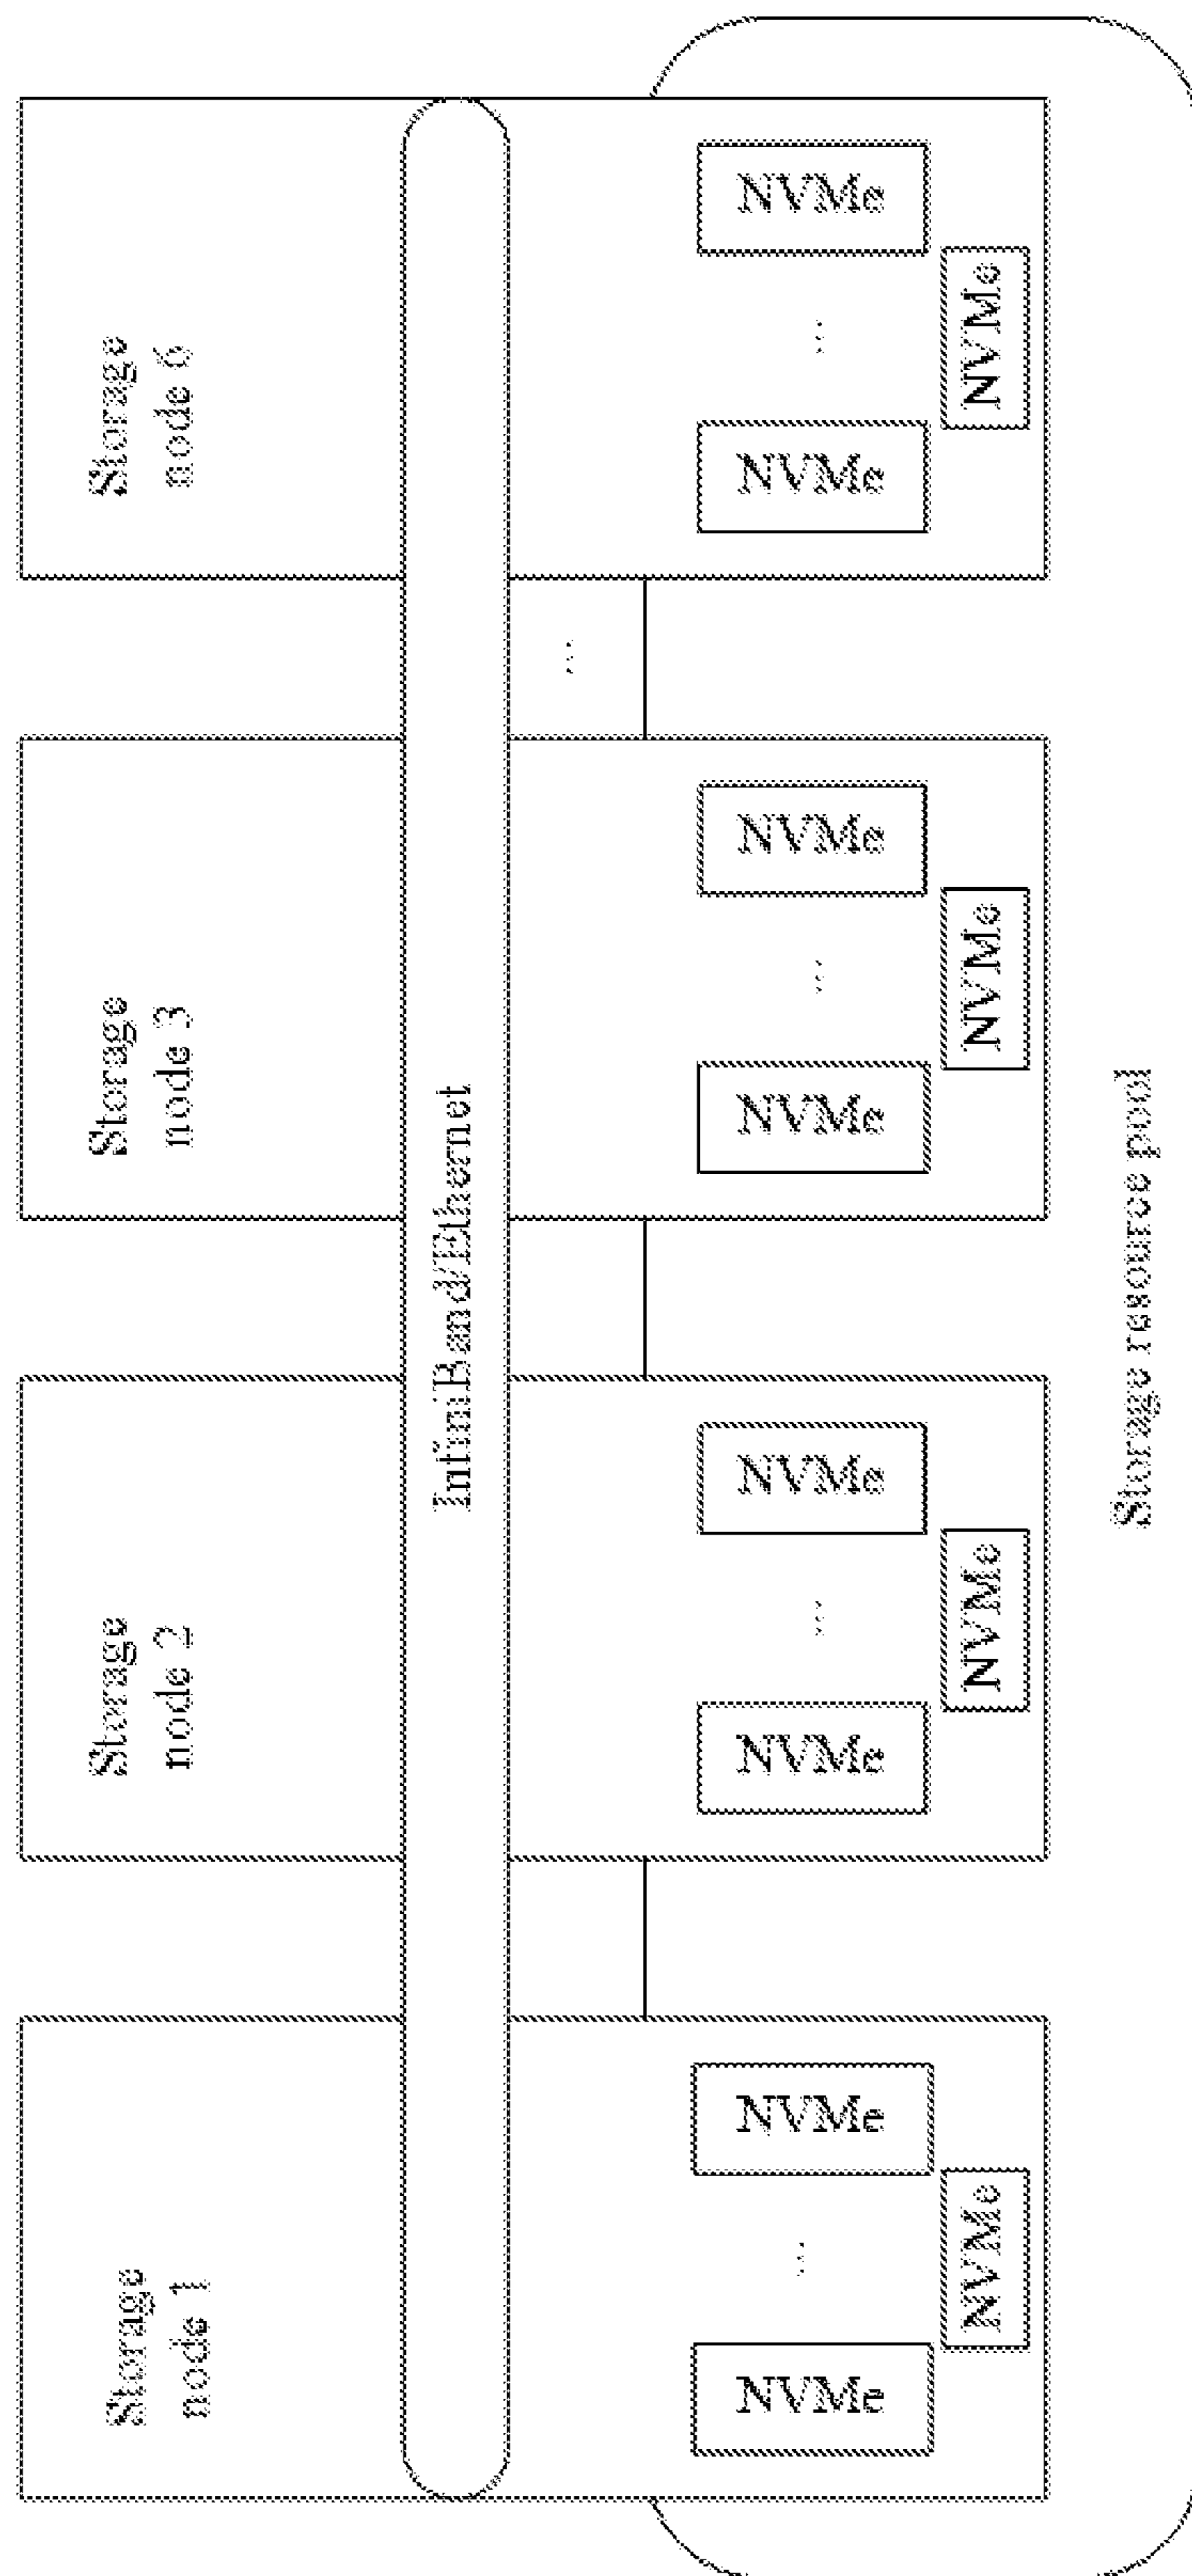 Storage
node 1
Storage
node 2
Storage
node 3
Storage
node 6
InfiniBand/Ethernet
...
NVMe
...
NVMe
NVMe
NVMe
...
NVMe
NVMe
NVMe
...
NVMe
NVMe
NVMe
...
NVMe
NVMe
Storage resource pool